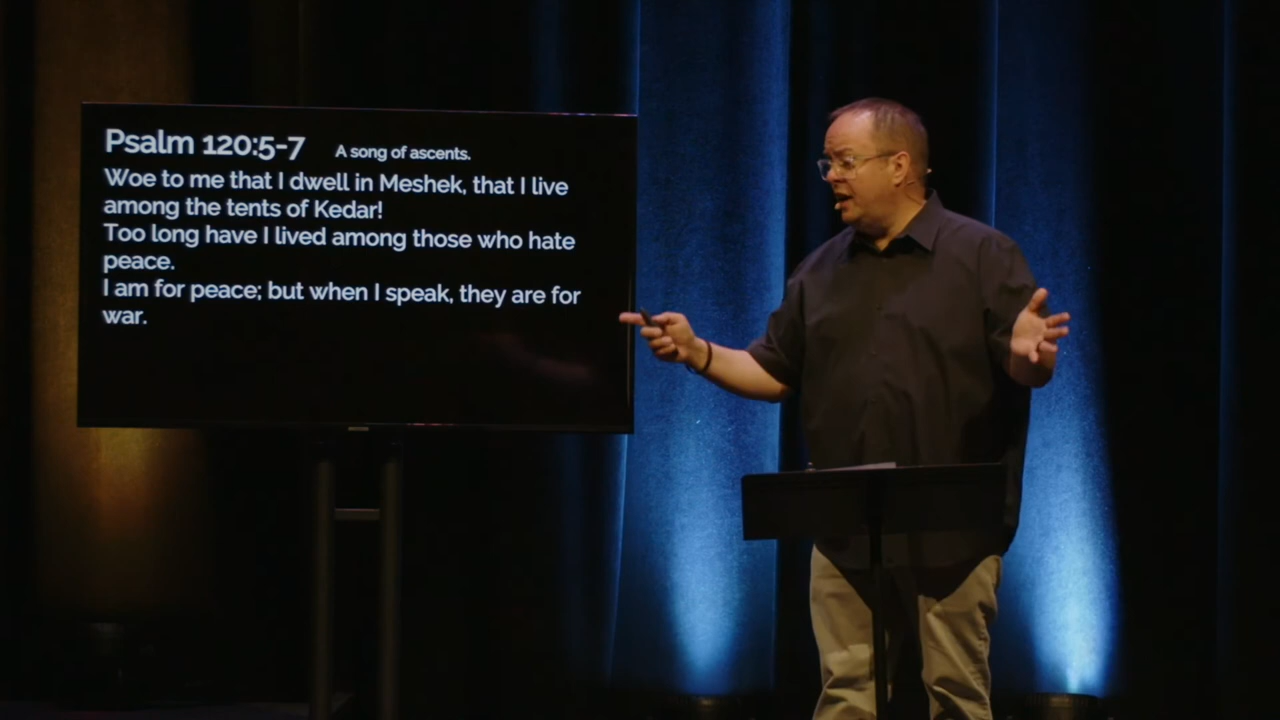 Psalm 120:5-7 A song of ascents.
Woe to me that I dwell in Meshek, that I live
among the tents of Kedar!
Too long have I lived among those who hate
peace.
I am for peace; but when I speak, they are for
war.